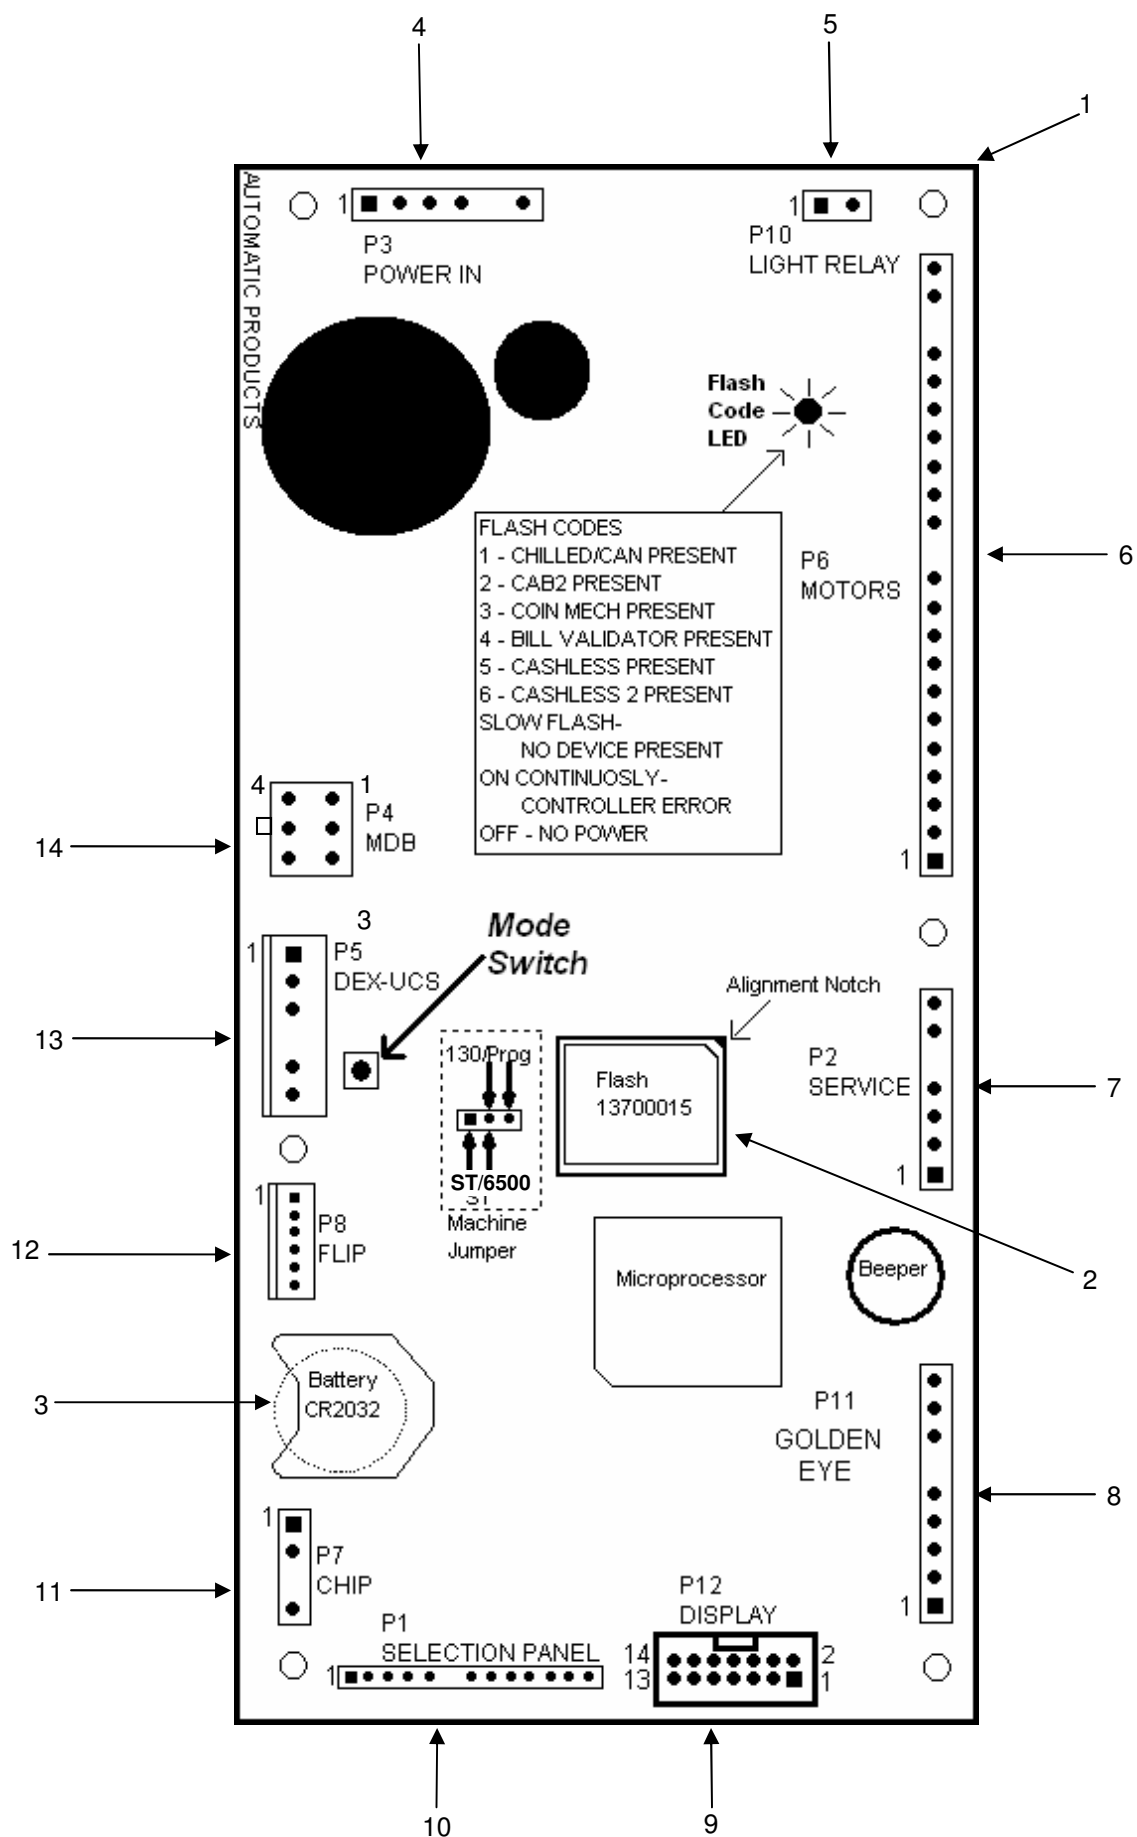 4
5
1
AUTOMATIC PRODUCTS
1
P3
POWER IN
1
P10
LIGHT RELAY
Flash
Code
LED
FLASH CODES
1 - CHILLED/CAN PRESENT
2 - CAB2 PRESENT
3 - COIN MECH PRESENT
4 - BILL VALIDATOR PRESENT
5 - CASHLESS PRESENT
6 - CASHLESS 2 PRESENT
SLOW FLASH-
NO DEVICE PRESENT
ON CONTINUOSLY-
CONTROLLER ERROR
OFF - NO POWER
P6
MOTORS
6
1
4
1
P4
MDB
14
3
1
P5
DEX-UCS
13
Mode
Switch
Alignment Notch
130/Prog
Flash
13700015
ST/6500
Machine
Jumper
P2
SERVICE
7
1
1
P8
FLIP
12
Microprocessor
Beeper
2
Battery
CR2032
3
P11
GOLDEN
EYE
8
1
1
P7
CHIP
11
P1
SELECTION PANEL
1
P12
DISPLAY
14
2
13
1
10
9